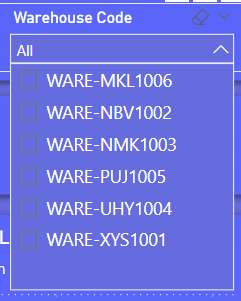 Warehouse Code
All
WARE-MKL1006
WARE-NBV1002
WARE-NMK1003
WARE-PUJ1005
WARE-UHY1004
WARE-XYS1001
L
n